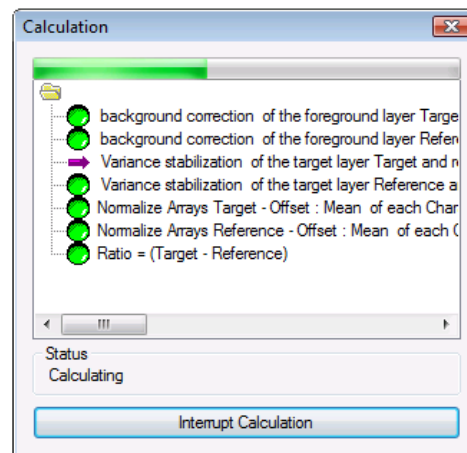 Calculation
background correction of the foreground layer Targe
background correction of the foreground layer Refere
Variance stabilization of the target layer Target and r
Variance stabilization of the target layer Reference a
Normalize Arrays Target - Offset : Mean of each Char
Normalize Arrays Reference - Offset : Mean of each C
Ratio = (Target - Reference)
Status
Calculating
Interrupt Calculation